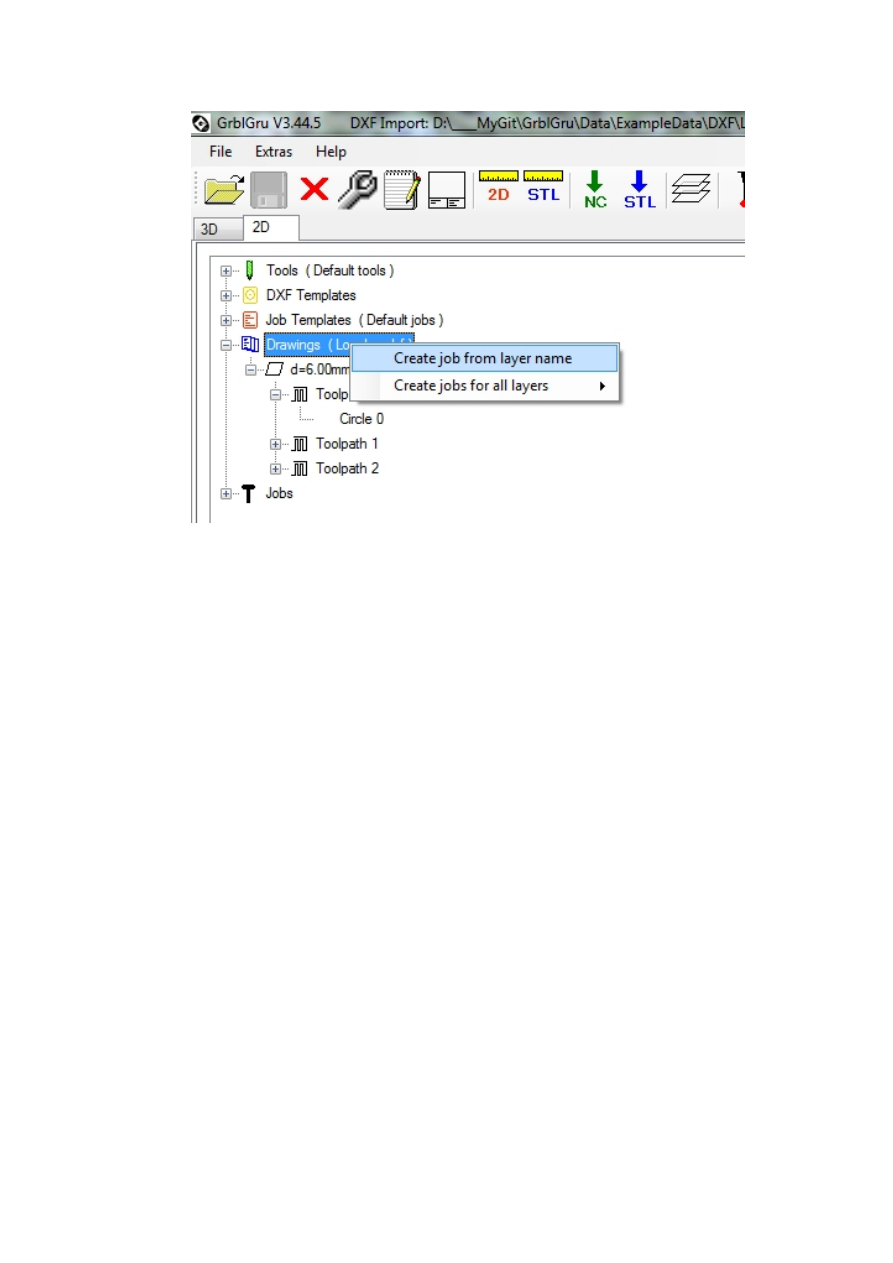 GrblGru V3.44.5 DXF Import: D:\___MyGit\GrblGru\Data\ExampleData\DXF\L
File Extras Help
2D STL NC STL
3D 2D
Tools ( Default tools )
DXF Templates
Job Templates ( Default jobs )
Drawings (
Create job from layer name
d=6.00mm
Create jobs for all layers
Toolp
Circle 0
Toolpath 1
Toolpath 2
Jobs